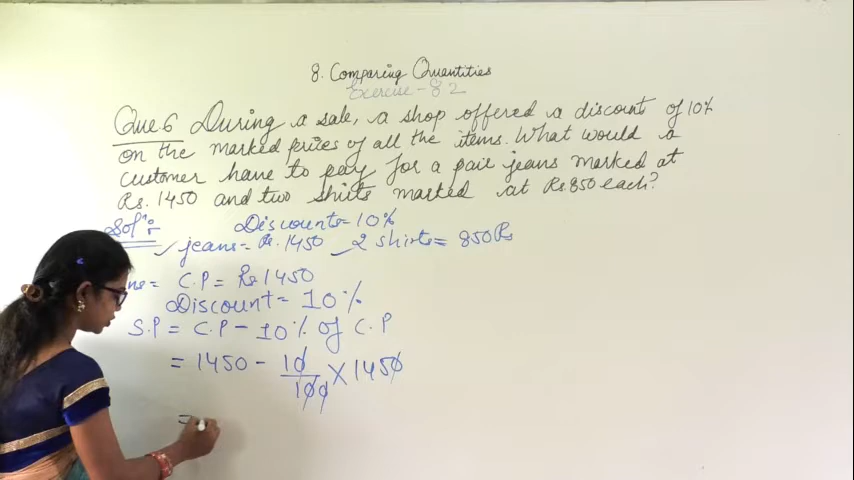 8. Comparing Quantities
Exercise-8.2
Que 6 During a sale, a shop offered a discount of 10%
on the marked prices of all the items. What would a
customer have to pay for a pair jeans marked at
Rs. 1450 and two shirts marked at Rs.850 each?
Solⁿ: Discount=10%
✓ jeans= Rs. 1450 2 shirts= 850Rs
= C.P= Rs 1450
Discount= 10%
S.P = C.P - 10% of C.P
= 1450 - 10/100 × 1450
=